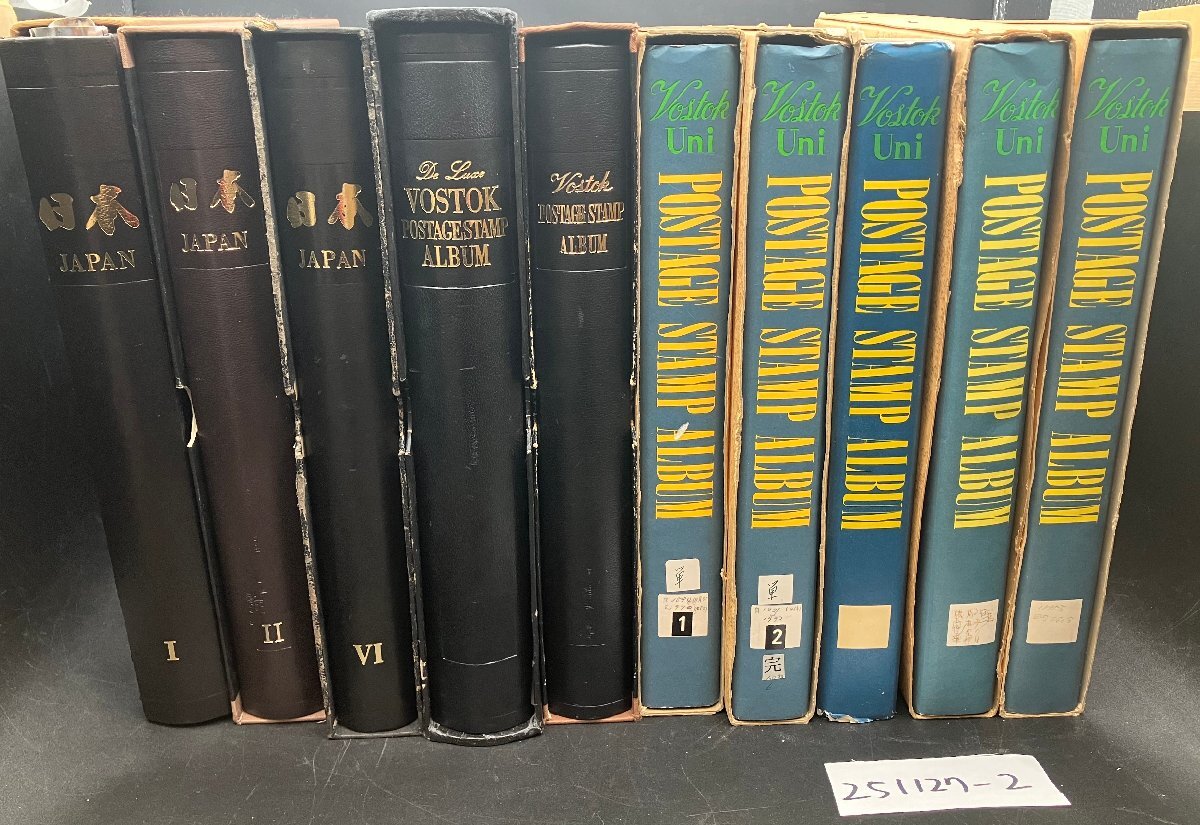 日本
JAPAN
I
日本
JAPAN
II
日本
JAPAN
VI
De Luxe
VOSTOK
POSTAGE-STAMP
ALBUM
Vostok
POSTAGE-STAMP
ALBUM
Vostok
Uni
POSTAGE STAMP ALBUM
単
1
Vostok
Uni
POSTAGE STAMP ALBUM
単
2
完
Vostok
Uni
POSTAGE STAMP ALBUM
Vostok
Uni
POSTAGE STAMP ALBUM
Vostok
Uni
POSTAGE STAMP ALBUM
251127-2